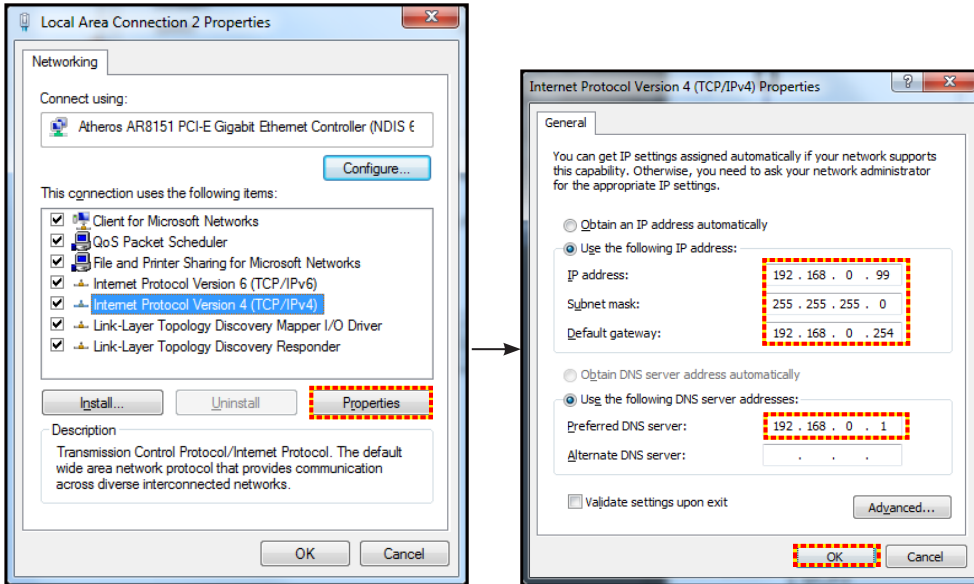 Local Area Connection 2 Properties
Networking
Connect using:
Atheros AR8151 PCI-E Gigabit Ethernet Controller (NDIS 6
Configure...
This connection uses the following items:
Client for Microsoft Networks
QoS Packet Scheduler
File and Printer Sharing for Microsoft Networks
Internet Protocol Version 6 (TCP/IPv6)
Internet Protocol Version 4 (TCP/IPv4)
Link-Layer Topology Discovery Mapper I/O Driver
Link-Layer Topology Discovery Responder
Install...
Uninstall
Properties
Description
Transmission Control Protocol/Internet Protocol. The default
wide area network protocol that provides communication
across diverse interconnected networks.
OK
Cancel
Internet Protocol Version 4 (TCP/IPv4) Properties
General
You can get IP settings assigned automatically if your network supports
this capability. Otherwise, you need to ask your network administrator
for the appropriate IP settings.
Obtain an IP address automatically
Use the following IP address:
IP address: 192 . 168 . 0 . 99
Subnet mask: 255 . 255 . 255 . 0
Default gateway: 192 . 168 . 0 . 254
Obtain DNS server address automatically
Use the following DNS server addresses:
Preferred DNS server: 192 . 168 . 0 . 1
Alternate DNS server: . . .
Validate settings upon exit
Advanced...
OK
Cancel